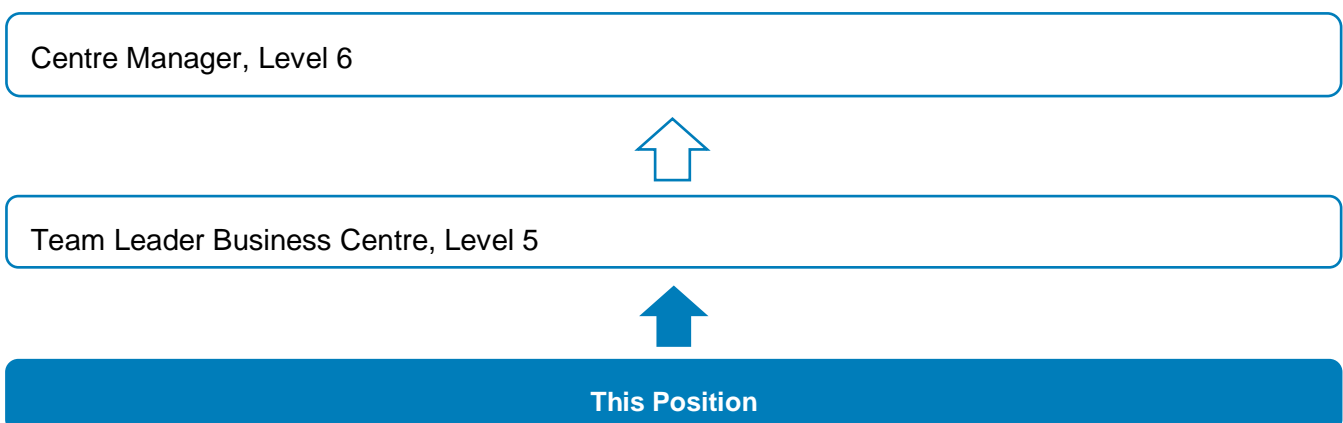 Centre Manager, Level 6
Team Leader Business Centre, Level 5
This Position